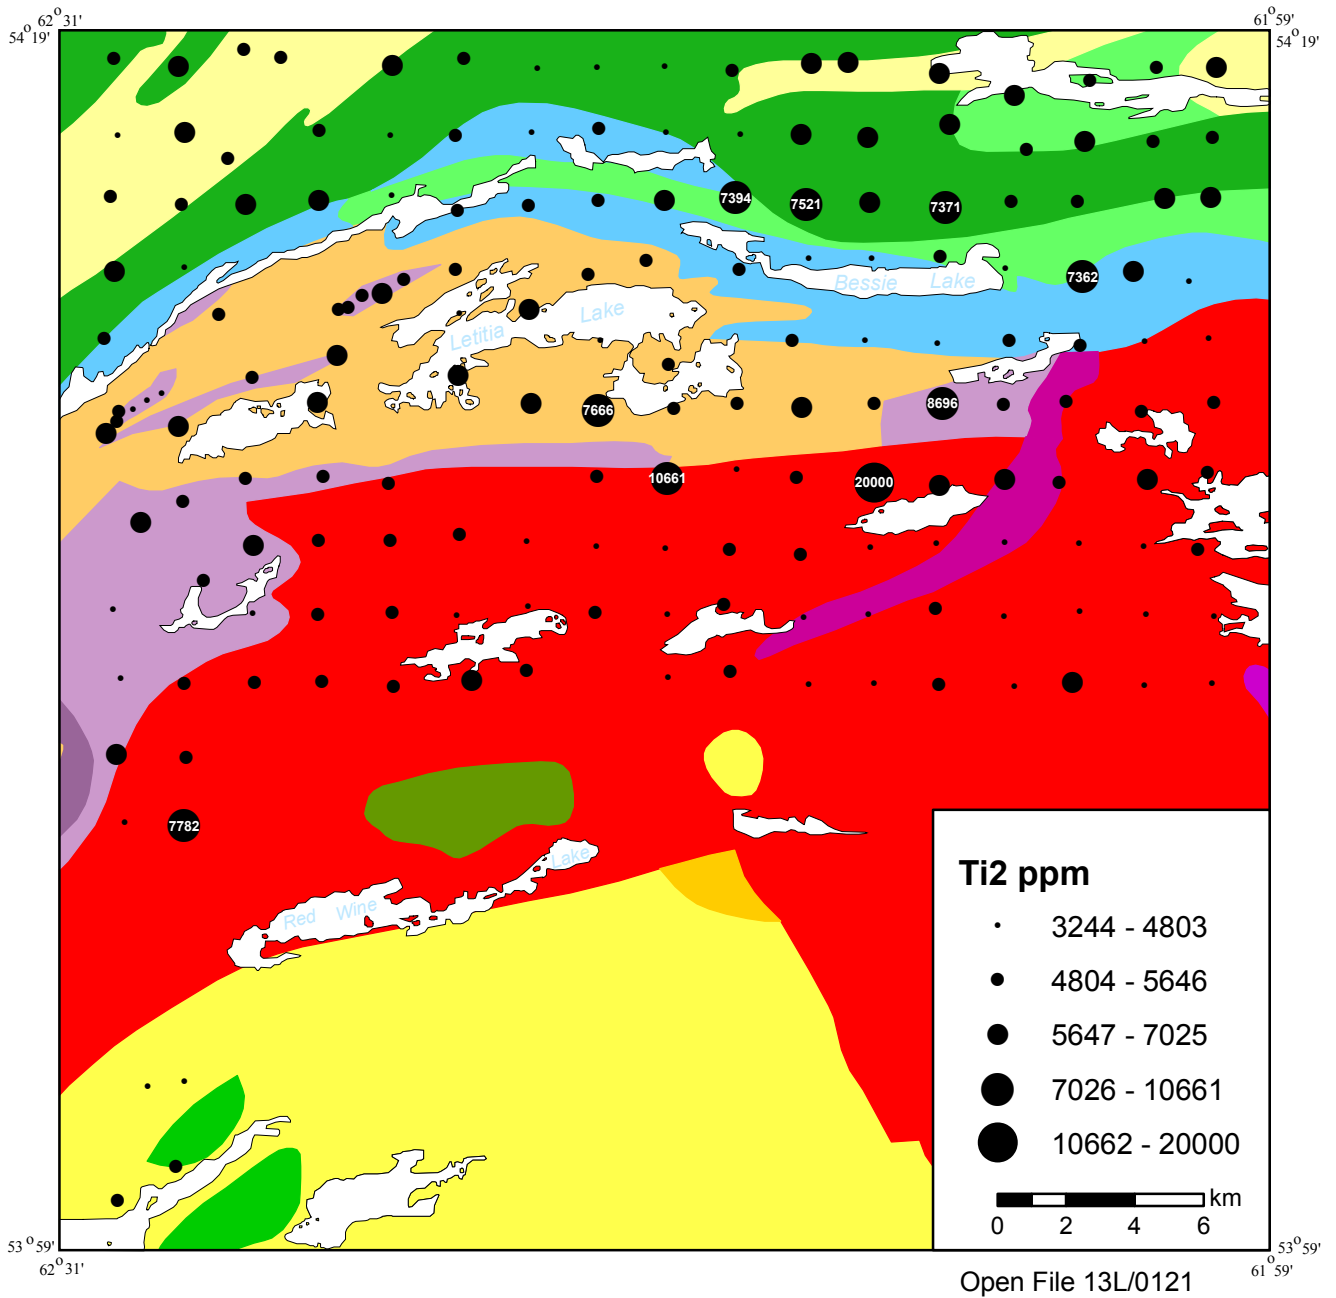 62° 31'
61° 59'
54° 19'
54° 19'
7394
7521
7371
7362
Bessie Lake
Letitia Lake
7666
8696
10661
20000
7782
Lake
Red Wine
Ti2 ppm
3244 - 4803
4804 - 5646
5647 - 7025
7026 - 10661
10662 - 20000
km
0 2 4 6
53° 59'
53° 59'
62° 31'
61° 59'
Open File 13L/0121